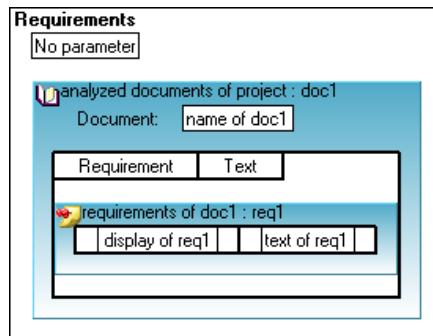 Requirements
No parameter
analyzed documents of project : doc1
Document: name of doc1
Requirement Text
requirements of doc1 : req1
display of req1 text of req1